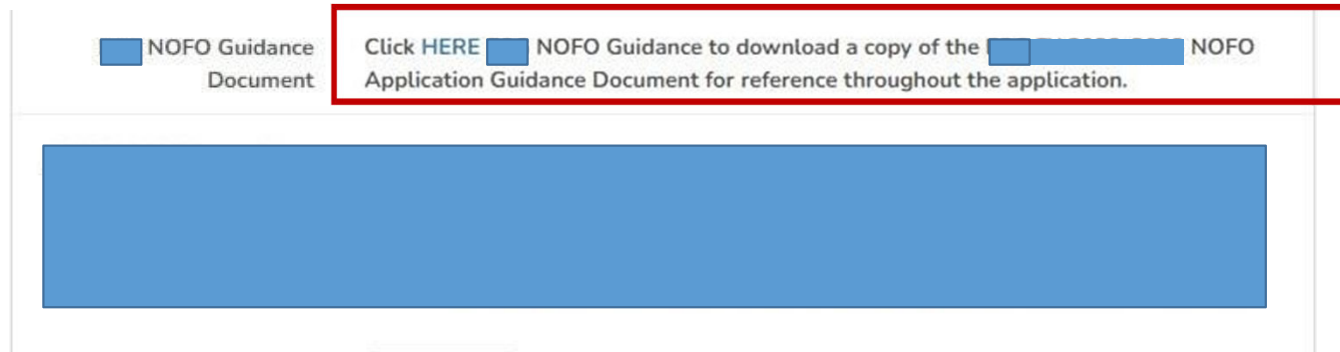 NOFO Guidance
Document
Click HERE NOFO Guidance to download a copy of the NOFO
Application Guidance Document for reference throughout the application.